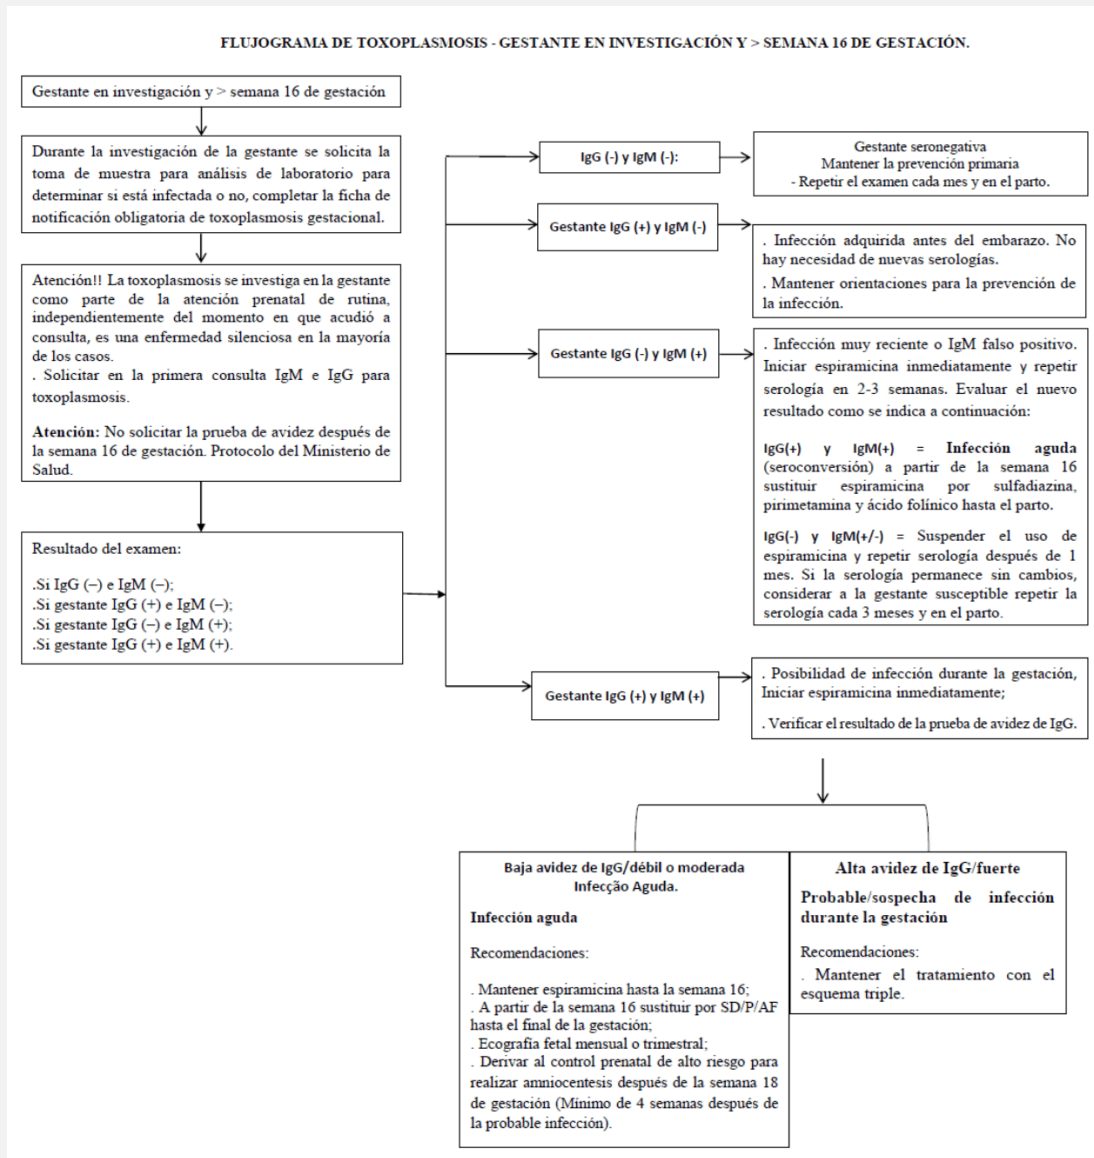 FLUJOGRAMA DE TOXOPLASMOSIS - GESTANTE EN INVESTIGACIÓN Y > SEMANA 16 DE GESTACIÓN.
Gestante en investigación y > semana 16 de gestación
Durante la investigación de la gestante se solicita la
toma de muestra para análisis de laboratorio para
determinar si está infectada o no, completar la ficha de
notificación obligatoria de toxoplasmosis gestacional.
Atención!! La toxoplasmosis se investiga en la gestante
como parte de la atención prenatal de rutina,
independientemente del momento en que acudió a
consulta, es una enfermedad silenciosa en la mayoría
de los casos.
. Solicitar en la primera consulta IgM e IgG para
toxoplasmosis.
Atención: No solicitar la prueba de avidez después de
la semana 16 de gestación. Protocolo del Ministerio de
Salud.
Resultado del examen:
.Si IgG (–) e IgM (–);
.Si gestante IgG (+) e IgM (–);
.Si gestante IgG (–) e IgM (+);
.Si gestante IgG (+) e IgM (+).
IgG (-) y IgM (-):
Gestante seronegativa
Mantener la prevención primaria
- Repetir el examen cada mes y en el parto.
Gestante IgG (+) y IgM (-)
. Infección adquirida antes del embarazo. No
hay necesidad de nuevas serologías.
. Mantener orientaciones para la prevención de
la infección.
Gestante IgG (-) y IgM (+)
. Infección muy reciente o IgM falso positivo.
Iniciar espiramicina inmediatamente y repetir
serología en 2-3 semanas. Evaluar el nuevo
resultado como se indica a continuación:
IgG(+) y IgM(+) = Infección aguda
(seroconversión) a partir de la semana 16
sustituir espiramicina por sulfadiazina,
pirimetamina y ácido folínico hasta el parto.
IgG(-) y IgM(+/-) = Suspender el uso de
espiramicina y repetir serología después de 1
mes. Si la serología permanece sin cambios,
considerar a la gestante susceptible repetir la
serología cada 3 meses y en el parto.
Gestante IgG (+) y IgM (+)
. Posibilidad de infección durante la gestación,
Iniciar espiramicina inmediatamente;
. Verificar el resultado de la prueba de avidez de IgG.
Baja avidez de IgG/débil o moderada
Infecção Aguda.
Infección aguda
Recomendaciones:
. Mantener espiramicina hasta la semana 16;
. A partir de la semana 16 sustituir por SD/P/AF
hasta el final de la gestación;
. Ecografía fetal mensual o trimestral;
. Derivar al control prenatal de alto riesgo para
realizar amniocentesis después de la semana 18
de gestación (Mínimo de 4 semanas después de
la probable infección).
Alta avidez de IgG/fuerte
Probable/sospecha de infección
durante la gestación
Recomendaciones:
. Mantener el tratamiento con el
esquema triple.